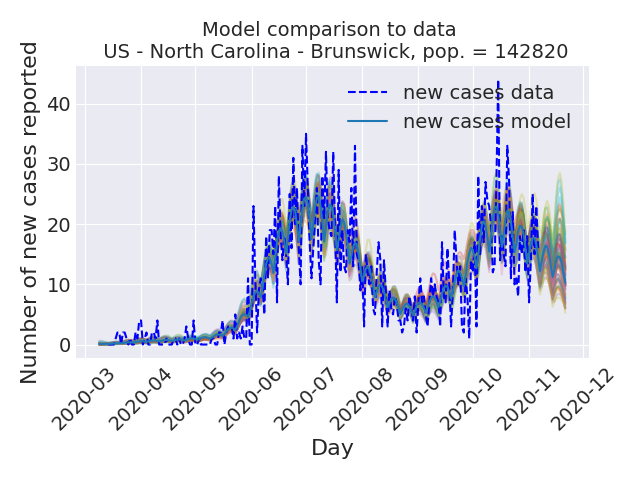 Model comparison to data
US - North Carolina - Brunswick, pop. = 142820
Number of new cases reported
40
30
20
10
0
new cases data
new cases model
2020-03
2020-04
2020-05
2020-06
2020-07
2020-08
2020-09
2020-10
2020-11
2020-12
Day